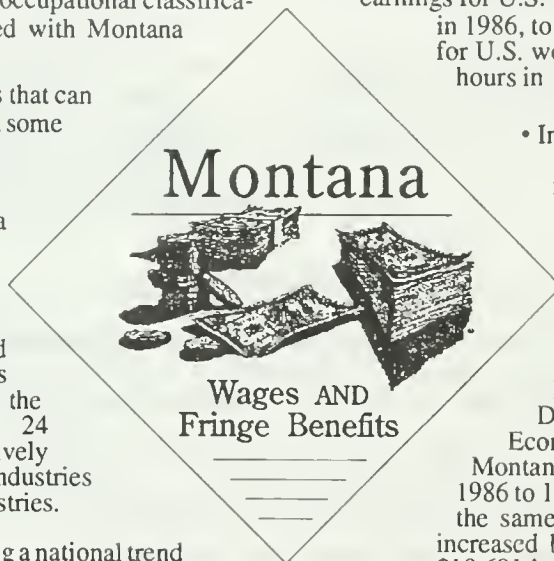 occupational classifica-
ed with Montana
s that can
some
a
d
s
the
24
vely
ndustries
stries.
g a national trend
Montana
Wages AND
Fringe Benefits
earnings for U.S.
in 1986, to
for U.S. wo
hours in
• In
D
Econ
Montan
1986 to 1
the same
increased b